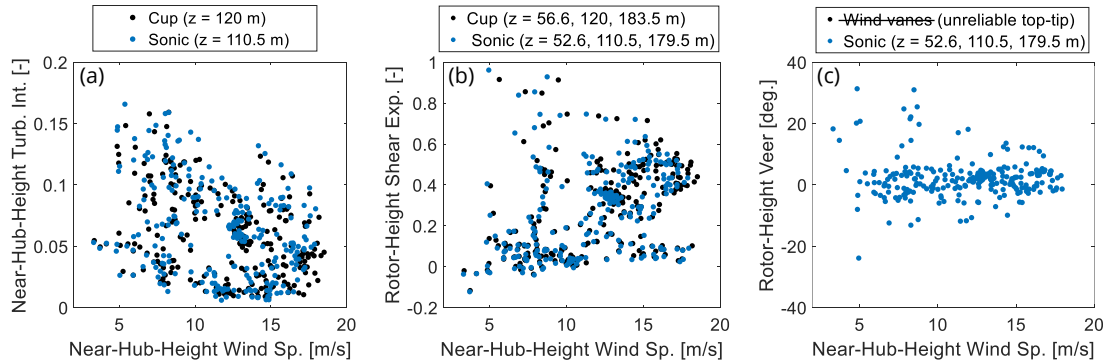 Cup (z = 120 m)
Sonic (z = 110.5 m)
(a)
Near-Hub-Height Turb. Int. [-]
0.2
0.15
0.1
0.05
0
5
10
15
20
Near-Hub-Height Wind Sp. [m/s]
Cup (z = 56.6, 120, 183.5 m)
Sonic (z = 52.6, 110.5, 179.5 m)
(b)
Rotor-Height Shear Exp. [-]
1
0.8
0.6
0.4
0.2
0
-0.2
5
10
15
20
Near-Hub-Height Wind Sp. [m/s]
Wind vanes (unreliable top-tip)
Sonic (z = 52.6, 110.5, 179.5 m)
(c)
Rotor-Height Veer [deg.]
40
20
0
-20
-40
5
10
15
20
Near-Hub-Height Wind Sp. [m/s]